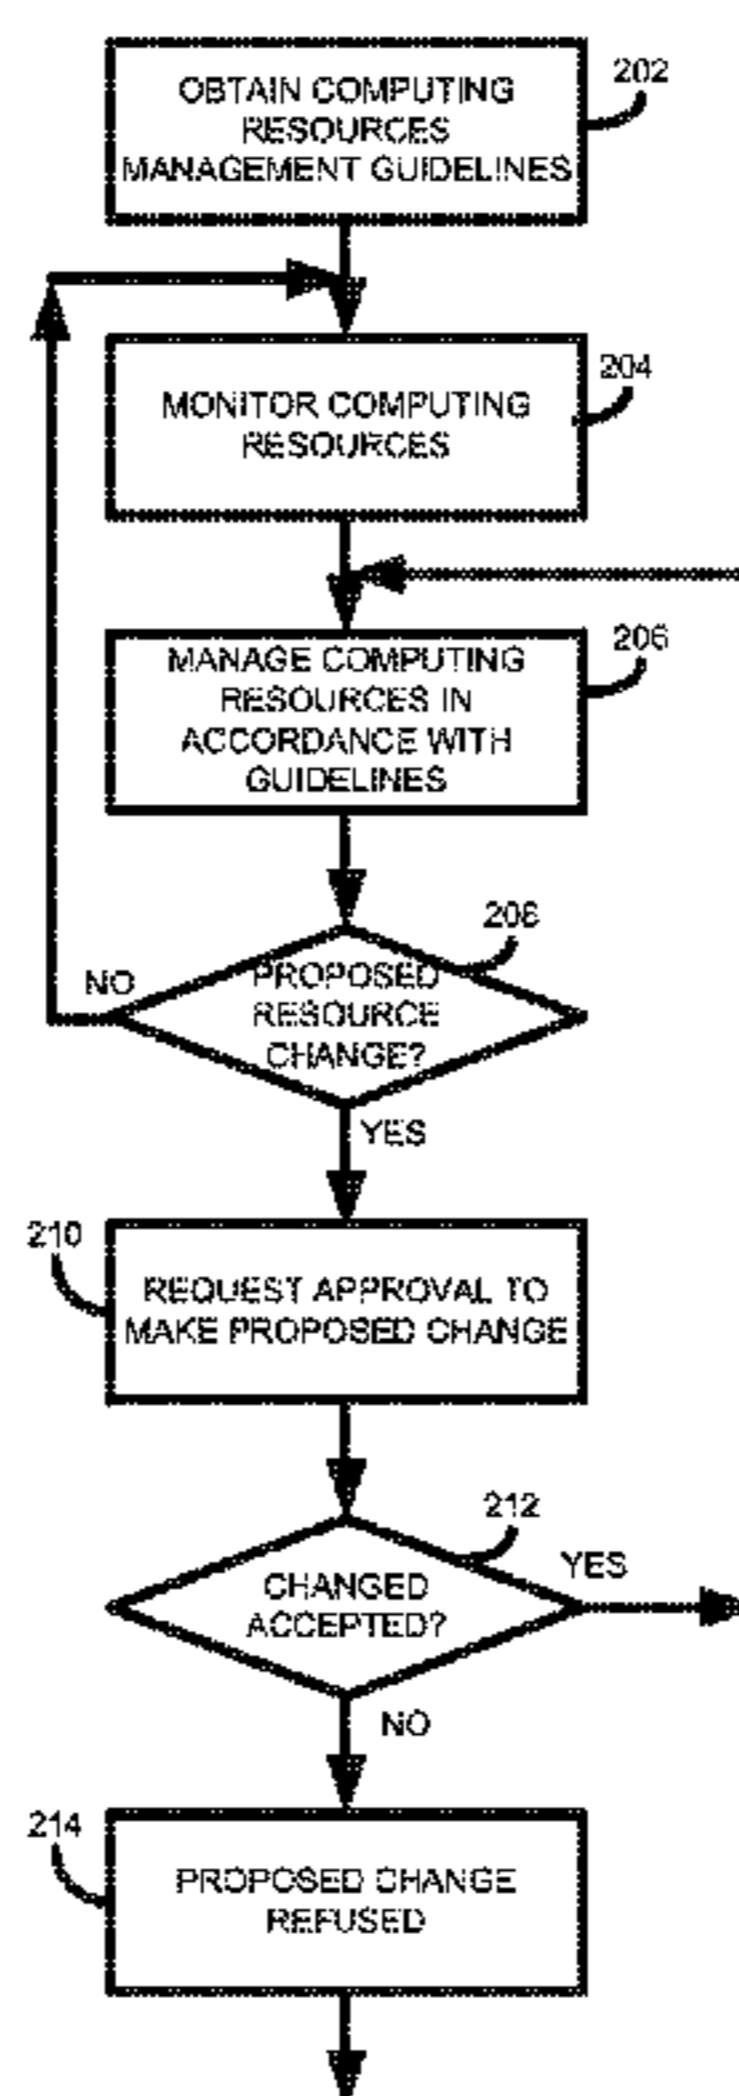 OBTAIN COMPUTING
RESOURCES
MANAGEMENT GUIDELINES
202
MONITOR COMPUTING
RESOURCES
204
MANAGE COMPUTING
RESOURCES IN
ACCORDANCE WITH
GUIDELINES
206
PROPOSED
RESOURCE
CHANGE?
208
NO
YES
210
REQUEST APPROVAL TO
MAKE PROPOSED CHANGE
212
CHANGED
ACCEPTED?
YES
NO
214
PROPOSED CHANGE
REFUSED